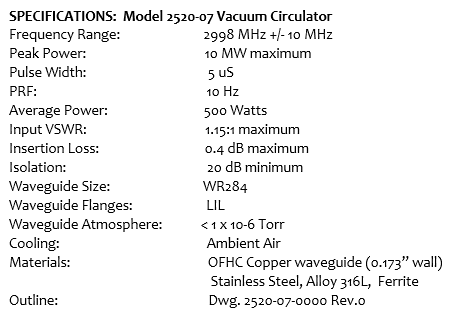 SPECIFICATIONS: Model 2520-07 Vacuum Circulator
Frequency Range: 2998 MHz +/- 10 MHz
Peak Power: 10 MW maximum
Pulse Width: 5 uS
PRF: 10 Hz
Average Power: 500 Watts
Input VSWR: 1.15:1 maximum
Insertion Loss: 0.4 dB maximum
Isolation: 20 dB minimum
Waveguide Size: WR284
Waveguide Flanges: LIL
Waveguide Atmosphere: < 1 x 10-6 Torr
Cooling: Ambient Air
Materials: OFHC Copper waveguide (0.173” wall)
Stainless Steel, Alloy 316L, Ferrite
Outline: Dwg. 2520-07-0000 Rev.0